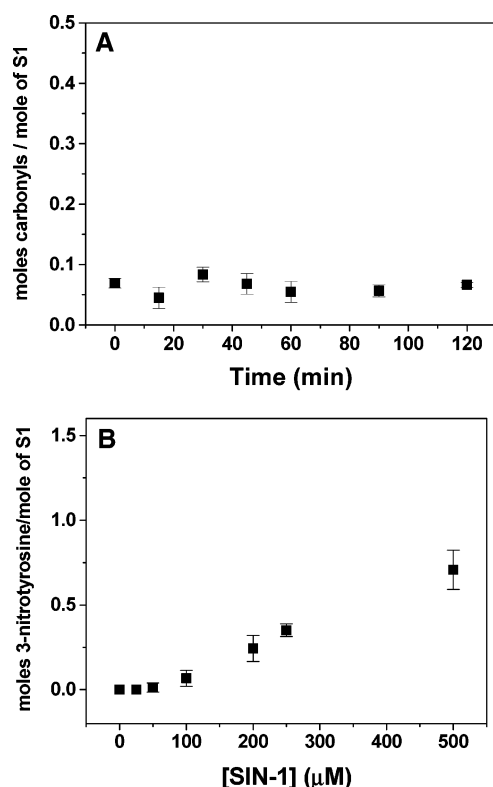 A
moles carbonyls / mole of S1
0.5
0.4
0.3
0.2
0.1
0.0
0 20 40 60 80 100 120
Time (min)
B
moles 3-nitrotyrosine/mole of S1
1.5
1.0
0.5
0.0
0 100 200 300 400 500
[SIN-1] (μM)